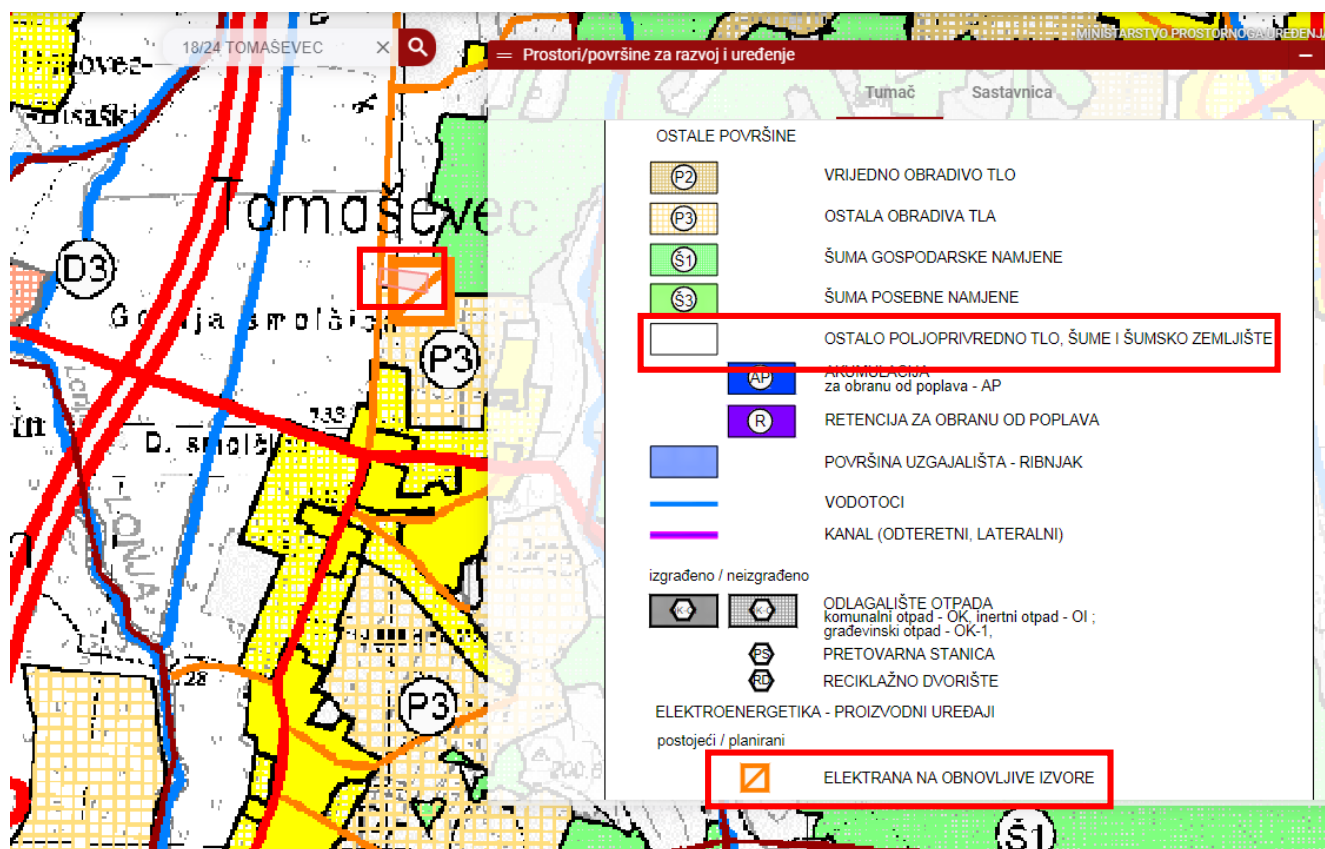 MINISTARSTVO PROSTORNOGA UREĐENJ
18/24 TOMAŠEVEC
Prostori/površine za razvoj i uređenje
Tumač
Sastavnica
OSTALE POVRŠINE
P2 VRIJEDNO OBRADIVO TLO
P3 OSTALA OBRADIVA TLA
Š1 ŠUMA GOSPODARSKE NAMJENE
Š3 ŠUMA POSEBNE NAMJENE
OSTALO POLJOPRIVREDNO TLO, ŠUME I ŠUMSKO ZEMLJIŠTE
AP AKUMULACIJA
za obranu od poplava - AP
R RETENCIJA ZA OBRANU OD POPLAVA
POVRŠINA UZGAJALIŠTA - RIBNJAK
VODOTOCI
KANAL (ODTERETNI, LATERALNI)
izgrađeno / neizgrađeno
ODLAGALIŠTE OTPADA
komunalni otpad - OK, inertni otpad - OI ;
građevinski otpad - OK-1,
PS PRETOVARNA STANICA
RD RECIKLAŽNO DVORIŠTE
ELEKTROENERGETIKA - PROIZVODNI UREĐAJI
postojeći / planirani
ELEKTRANA NA OBNOVLJIVE IZVORE
Tomaševec
D3
P3
D.
LONJA
P3
Š1